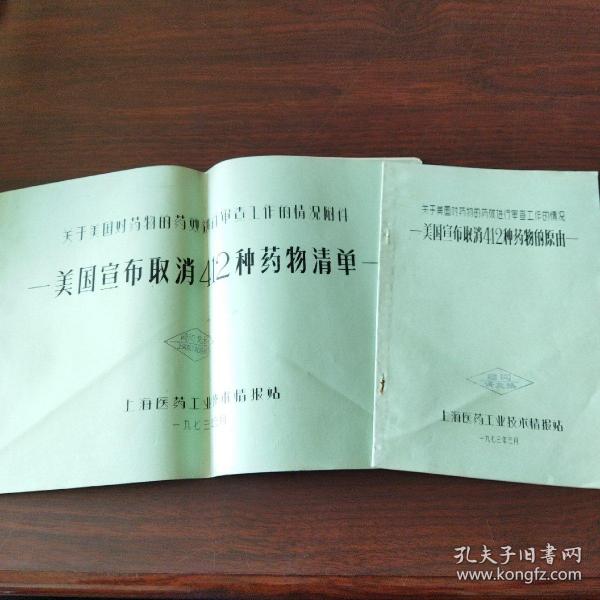 关于美国对药物的药效进行审查工作的情况附件
—美国宣布取消412种药物清单—
上海医药工业技术情报站
一九七三年三月
关于美国对药物的药效进行审查工作的情况
—美国宣布取消412种药物的原由—
上海医药工业技术情报站
一九七三年三月
孔夫子旧书网
www.kongfz.com